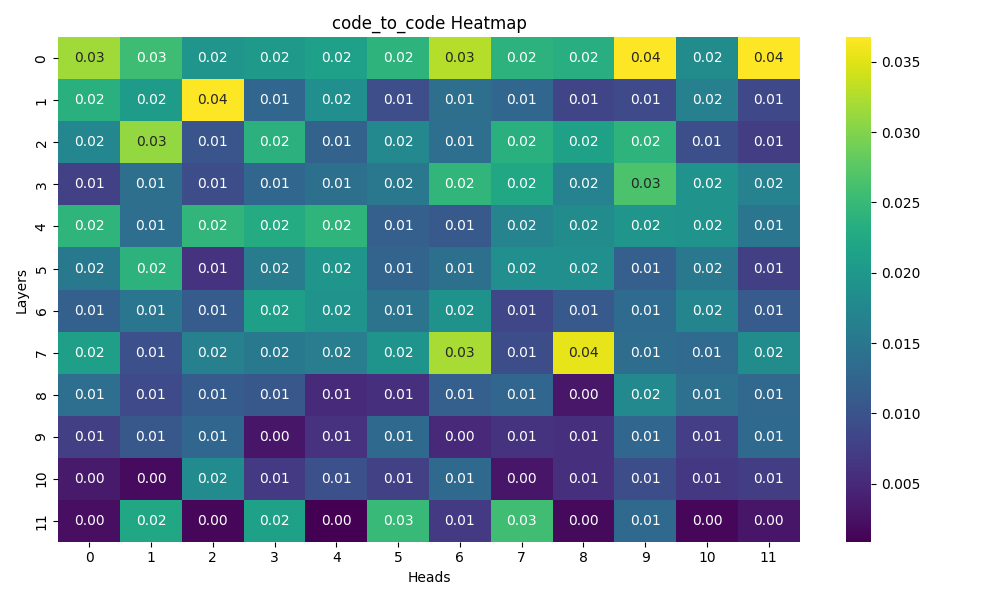 code_to_code Heatmap
0 0.03 0.03 0.02 0.02 0.02 0.02 0.03 0.02 0.02 0.04 0.02 0.04
1 0.02 0.02 0.04 0.01 0.02 0.01 0.01 0.01 0.01 0.01 0.02 0.01
2 0.02 0.03 0.01 0.02 0.01 0.02 0.01 0.02 0.02 0.02 0.01 0.01
3 0.01 0.01 0.01 0.01 0.01 0.02 0.02 0.02 0.02 0.03 0.02 0.02
4 0.02 0.01 0.02 0.02 0.02 0.01 0.01 0.02 0.02 0.02 0.02 0.01
5 0.02 0.02 0.01 0.02 0.02 0.01 0.01 0.02 0.02 0.01 0.02 0.01
6 0.01 0.01 0.01 0.02 0.02 0.01 0.02 0.01 0.01 0.01 0.02 0.01
7 0.02 0.01 0.02 0.02 0.02 0.02 0.03 0.01 0.04 0.01 0.01 0.02
8 0.01 0.01 0.01 0.01 0.01 0.01 0.01 0.01 0.00 0.02 0.01 0.01
9 0.01 0.01 0.01 0.00 0.01 0.01 0.00 0.01 0.01 0.01 0.01 0.01
10 0.00 0.00 0.02 0.01 0.01 0.01 0.01 0.00 0.01 0.01 0.01 0.01
11 0.00 0.02 0.00 0.02 0.00 0.03 0.01 0.03 0.00 0.01 0.00 0.00
0 1 2 3 4 5 6 7 8 9 10 11
Heads
Layers
0.035
0.030
0.025
0.020
0.015
0.010
0.005